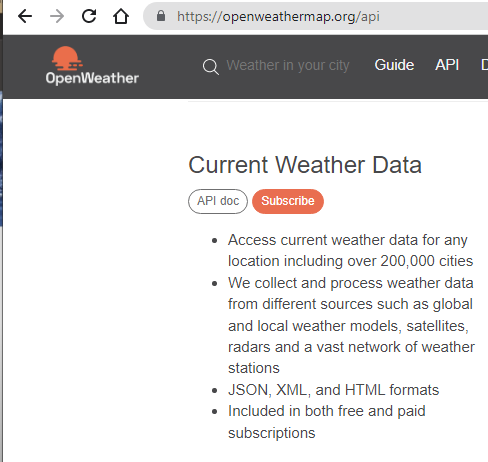 https://openweathermap.org/api
OpenWeather
Weather in your city Guide API D
Current Weather Data
API doc Subscribe
Access current weather data for any
location including over 200,000 cities
We collect and process weather data
from different sources such as global
and local weather models, satellites,
radars and a vast network of weather
stations
JSON, XML, and HTML formats
Included in both free and paid
subscriptions